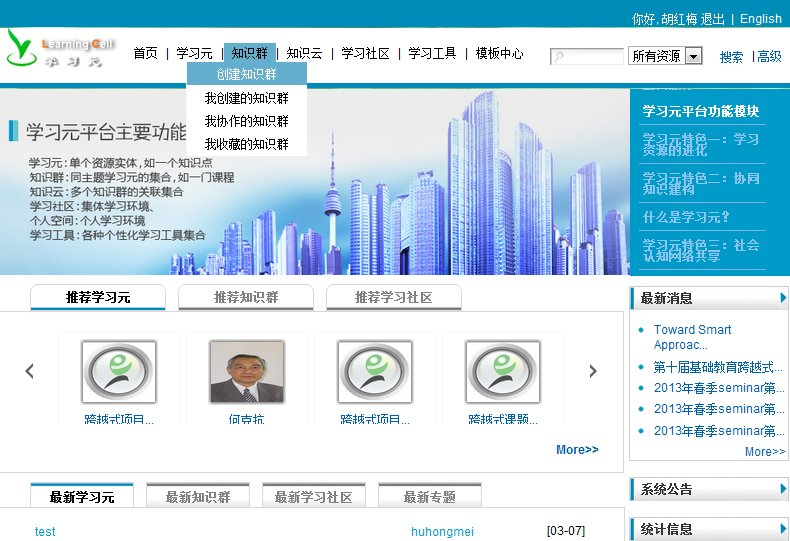 你好, 胡红梅 退出 | English
Learning Cell
学习元
首页 | 学习元 | 知识群 | 知识云 | 学习社区 | 学习工具 | 模板中心
所有资源
搜索 | 高级
创建知识群
我创建的知识群
我协作的知识群
我收藏的知识群
学习元平台主要功能
学习元：单个资源实体，如一个知识点
知识群：同主题学习元的集合，如一门课程
知识云：多个知识群的关联集合
学习社区：集体学习环境、
个人空间：个人学习环境
学习工具：各种个性化学习工具集合
学习元平台功能模块
学习元特色一：学习
资源的进化
学习元特色二：协同
知识建构
什么是学习元?
学习元特色三：社会
认知网络共享
推荐学习元
推荐知识群
推荐学习社区
跨越式项目...
何克抗
跨越式项目...
跨越式课题...
More>>
最新消息
Toward Smart
Approac...
第十届基础教育跨越式...
2013年春季seminar第...
2013年春季seminar第...
2013年春季seminar第...
More>>
系统公告
统计信息
最新学习元
最新知识群
最新学习社区
最新专题
test
huhongmei
[03-07]